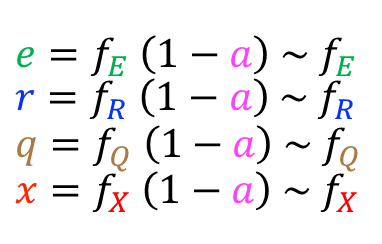 e = f_E (1 − a) ~ f_E
r = f_R (1 − a) ~ f_R
q = f_Q (1 − a) ~ f_Q
x = f_X (1 − a) ~ f_X